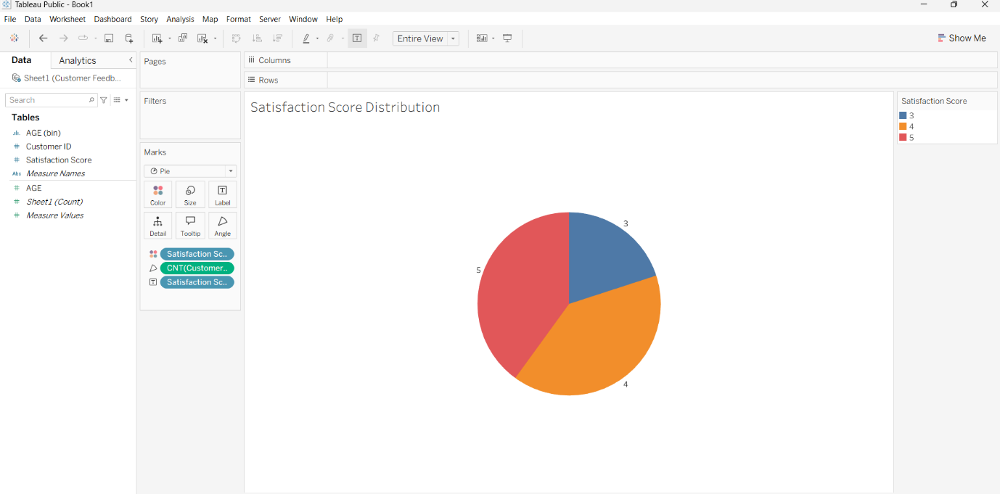 Tableau Public - Book1
File Data Worksheet Dashboard Story Analysis Map Format Server Window Help
Entire View
Show Me
Data Analytics
Sheet1 (Customer Feedb...
Search
Tables
AGE (bin)
Customer ID
Satisfaction Score
Abc Measure Names
AGE
Sheet1 (Count)
Measure Values
Pages
Filters
Marks
Pie
Color Size Label
Detail Tooltip Angle
Satisfaction Sc..
CNT(Customer..
Satisfaction Sc..
Columns
Rows
Satisfaction Score Distribution
3
5
4
Satisfaction Score
3
4
5